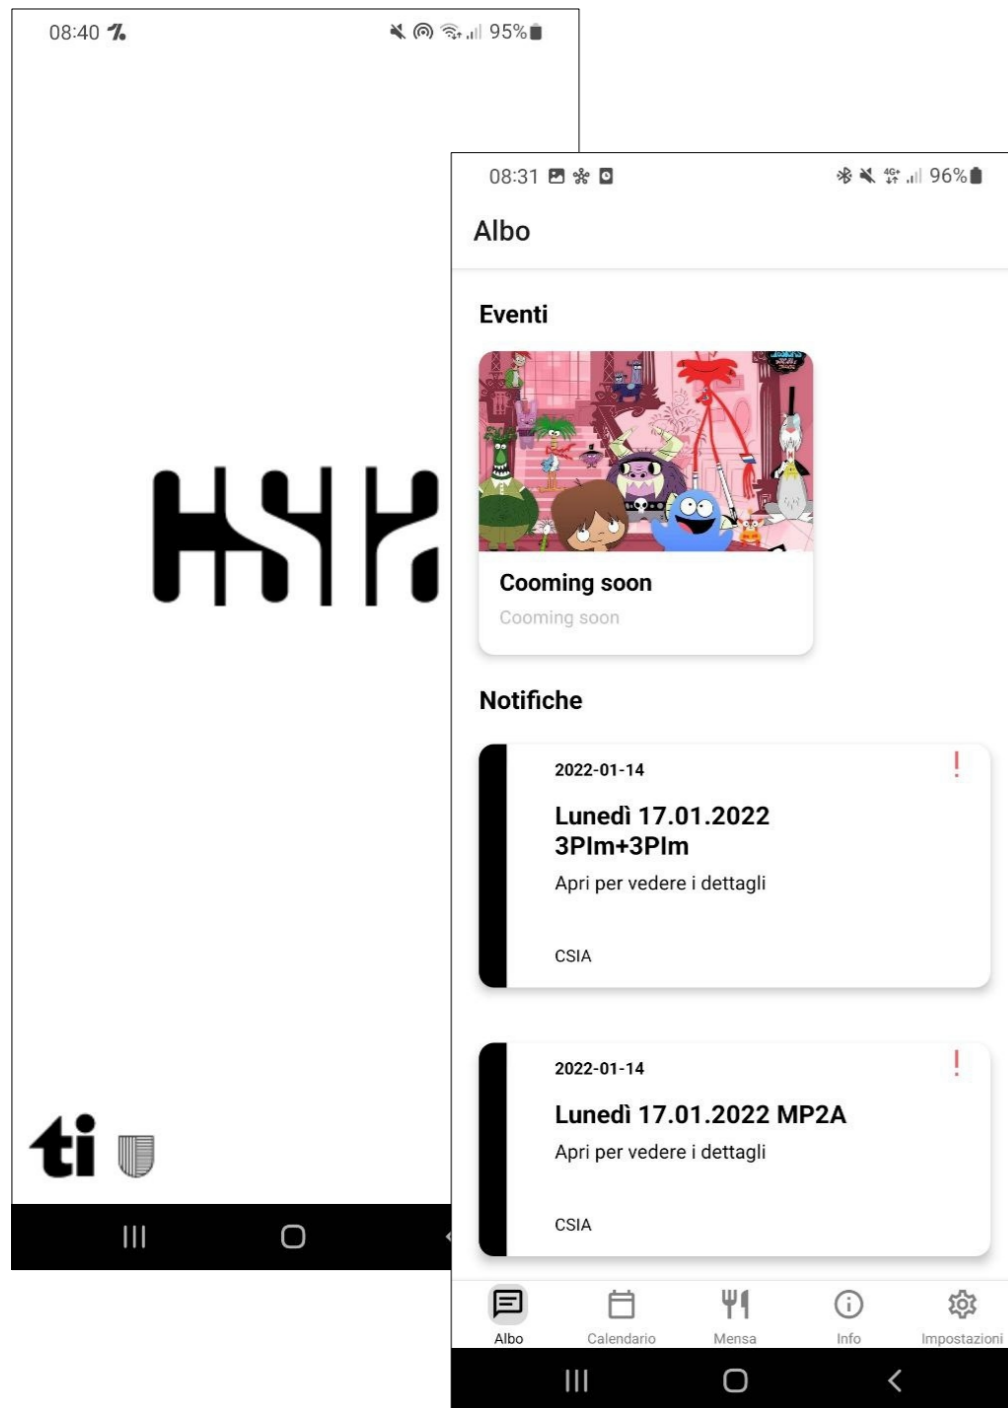 08:40
95%
CSIA
ti
08:31
4G+
96%
Albo
Eventi
Cooming soon
Cooming soon
Notifiche
2022-01-14
!
Lunedì 17.01.2022
3PIm+3PIm
Apri per vedere i dettagli
CSIA
2022-01-14
!
Lunedì 17.01.2022 MP2A
Apri per vedere i dettagli
CSIA
Albo
Calendario
Mensa
Info
Impostazioni